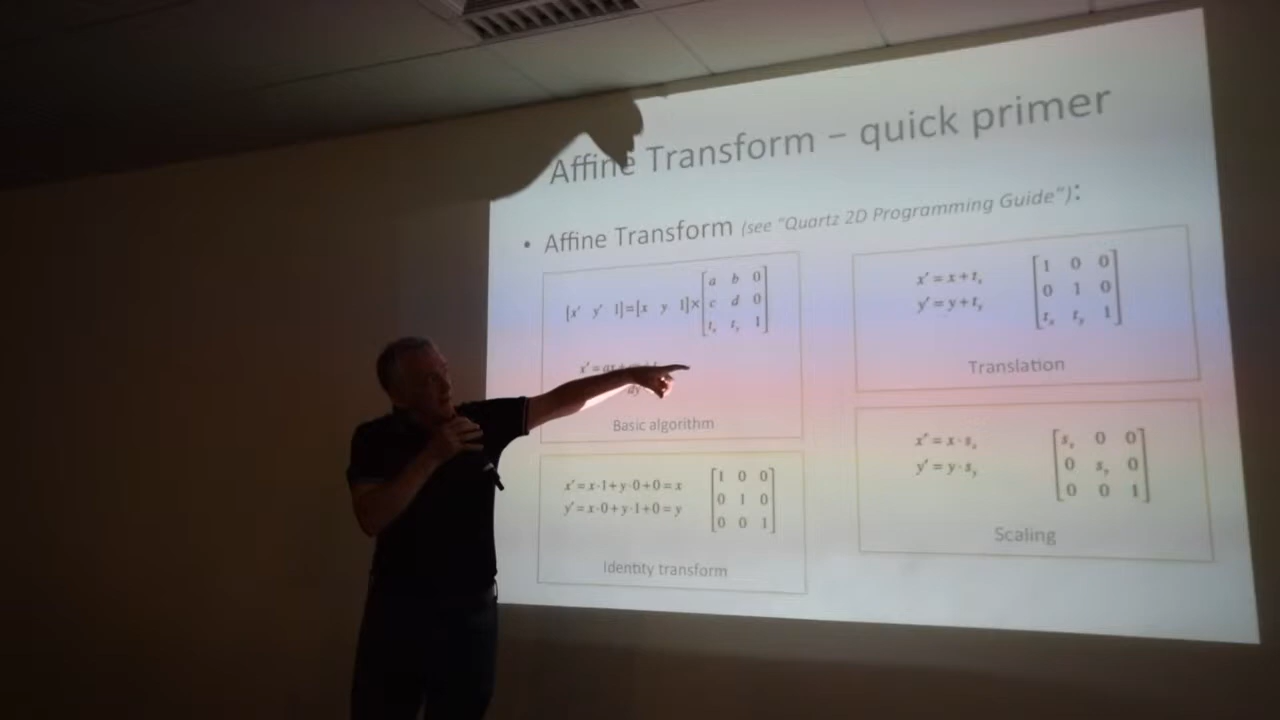 Affine Transform – quick primer
• Affine Transform (see "Quartz 2D Programming Guide"):
[x' y' 1]=[x y 1]×[a b 0
c d 0
tx ty 1]
x'=ax+
dy
Basic algorithm
x'=x+tx
y'=y+ty
[1 0 0
0 1 0
tx ty 1]
Translation
x'=x·1+y·0+0=x
y'=x·0+y·1+0=y
[1 0 0
0 1 0
0 0 1]
Identity transform
x'=x·sx
y'=y·sy
[sx 0 0
0 sy 0
0 0 1]
Scaling